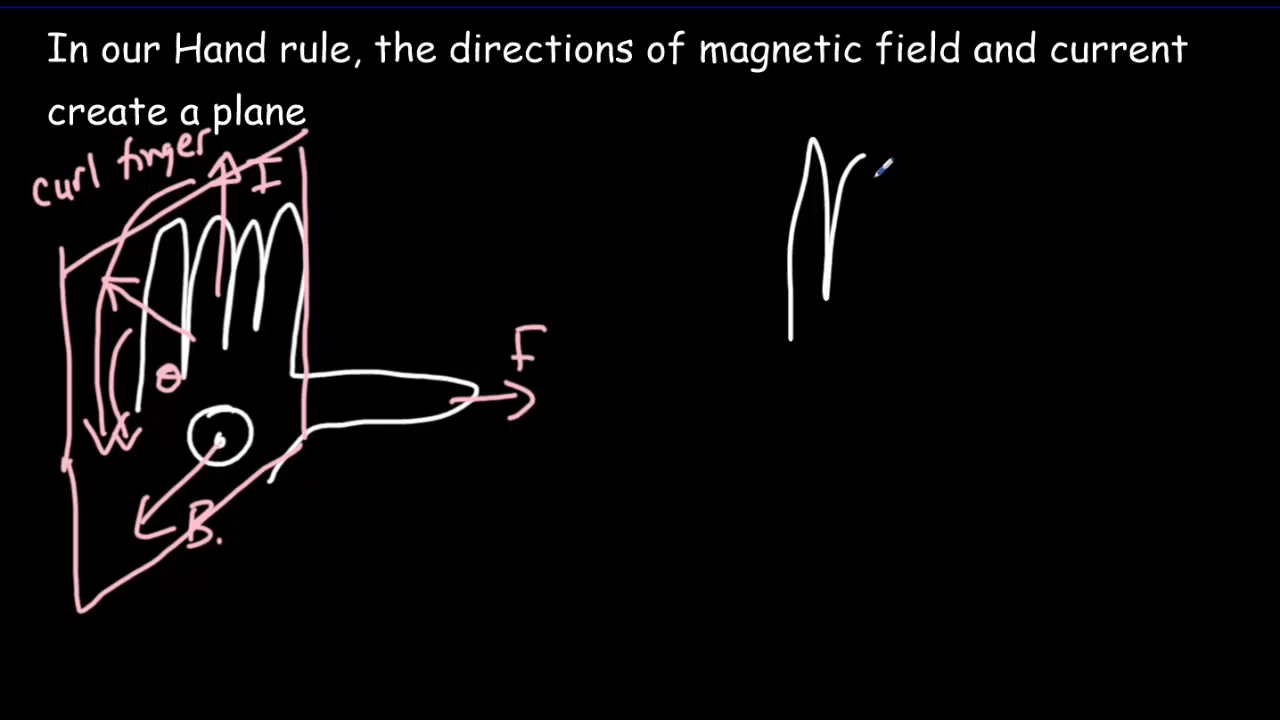 In our Hand rule, the directions of magnetic field and current
create a plane
curl finger
I
F
θ
B.